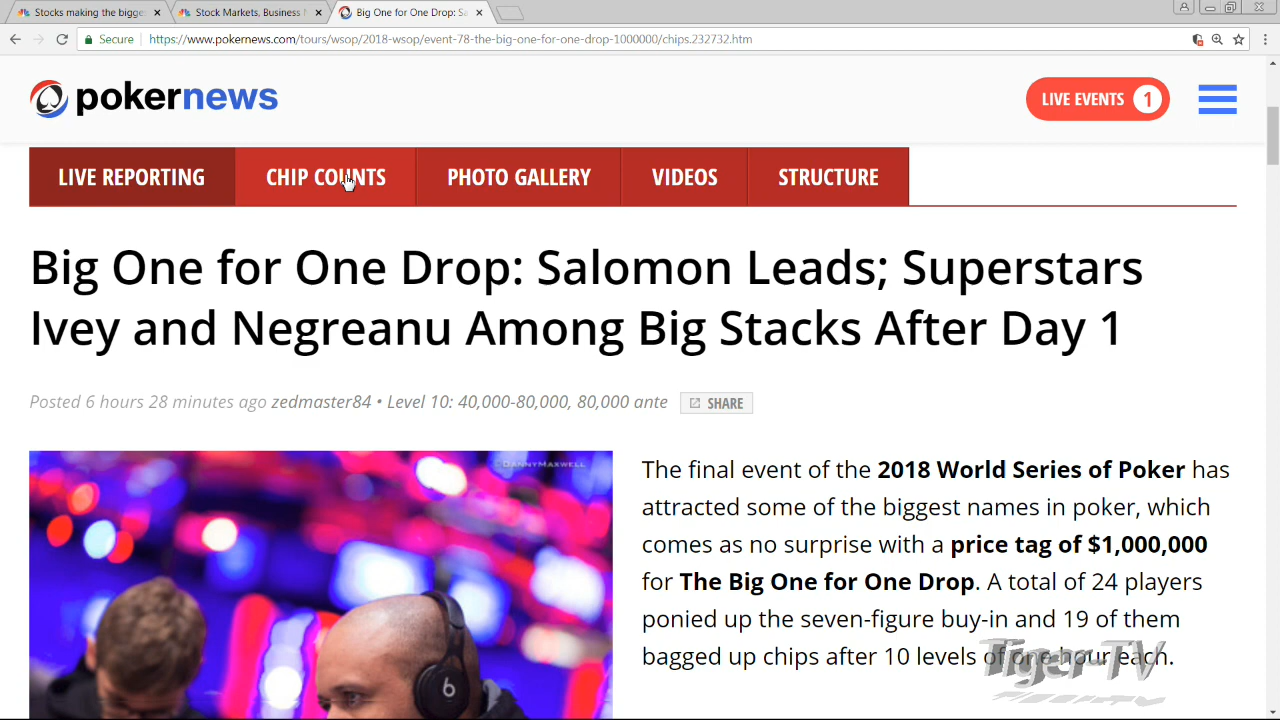 Stocks making the bigges
Stock Markets, Business N
Big One for One Drop: Sa
Secure
https://www.pokernews.com/tours/wsop/2018-wsop/event-78-the-big-one-for-one-drop-1000000/chips.232732.htm
pokernews
LIVE EVENTS 1
LIVE REPORTING
CHIP COUNTS
PHOTO GALLERY
VIDEOS
STRUCTURE
Big One for One Drop: Salomon Leads; Superstars
Ivey and Negreanu Among Big Stacks After Day 1
Posted 6 hours 28 minutes ago zedmaster84 • Level 10: 40,000-80,000, 80,000 ante
SHARE
©DANNYMAXWELL
The final event of the 2018 World Series of Poker has
attracted some of the biggest names in poker, which
comes as no surprise with a price tag of $1,000,000
for The Big One for One Drop. A total of 24 players
ponied up the seven-figure buy-in and 19 of them
bagged up chips after 10 levels of one hour each.
Tiger-TV